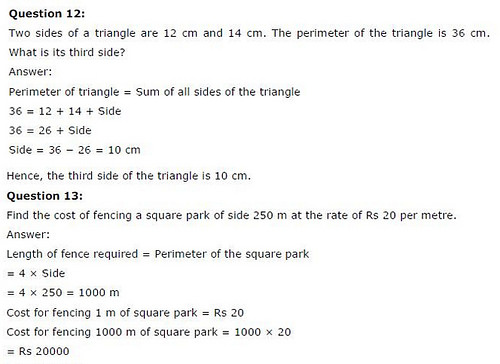 Question 12:
Two sides of a triangle are 12 cm and 14 cm. The perimeter of the triangle is 36 cm.
What is its third side?
Answer:
Perimeter of triangle = Sum of all sides of the triangle
36 = 12 + 14 + Side
36 = 26 + Side
Side = 36 − 26 = 10 cm
Hence, the third side of the triangle is 10 cm.
Question 13:
Find the cost of fencing a square park of side 250 m at the rate of Rs 20 per metre.
Answer:
Length of fence required = Perimeter of the square park
= 4 × Side
= 4 × 250 = 1000 m
Cost for fencing 1 m of square park = Rs 20
Cost for fencing 1000 m of square park = 1000 × 20
= Rs 20000